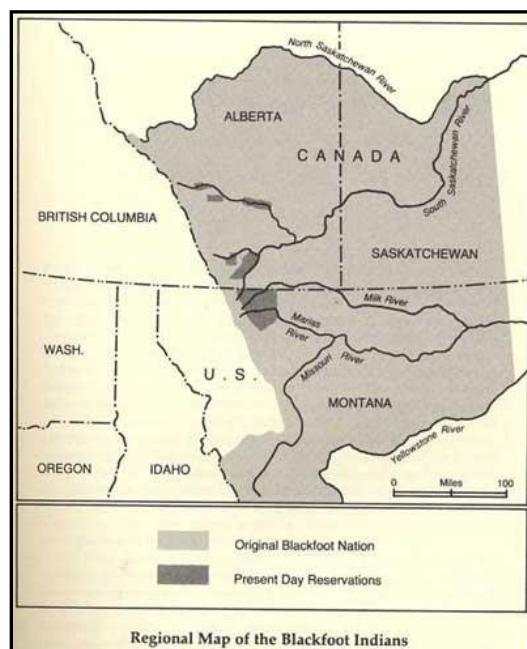 North Saskatchewan River
ALBERTA
CANADA
South Saskatchewan River
BRITISH COLUMBIA
SASKATCHEWAN
Milk River
Marias River
Missouri River
WASH.
U.S.
MONTANA
Yellowstone River
OREGON
IDAHO
0 100
Miles
Original Blackfoot Nation
Present Day Reservations
Regional Map of the Blackfoot Indians